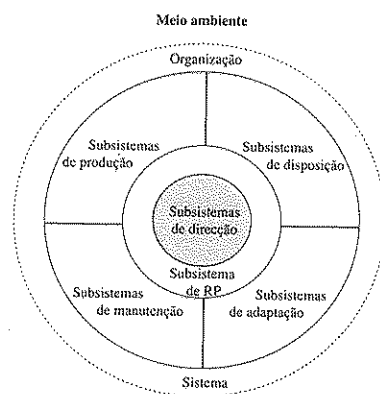 Meio ambiente
Organização
Subsistemas
de produção
Subsistemas
de disposição
Subsistemas
de direcção
Subsistema
de RP
Subsistemas
de manutenção
Subsistemas
de adaptação
Sistema